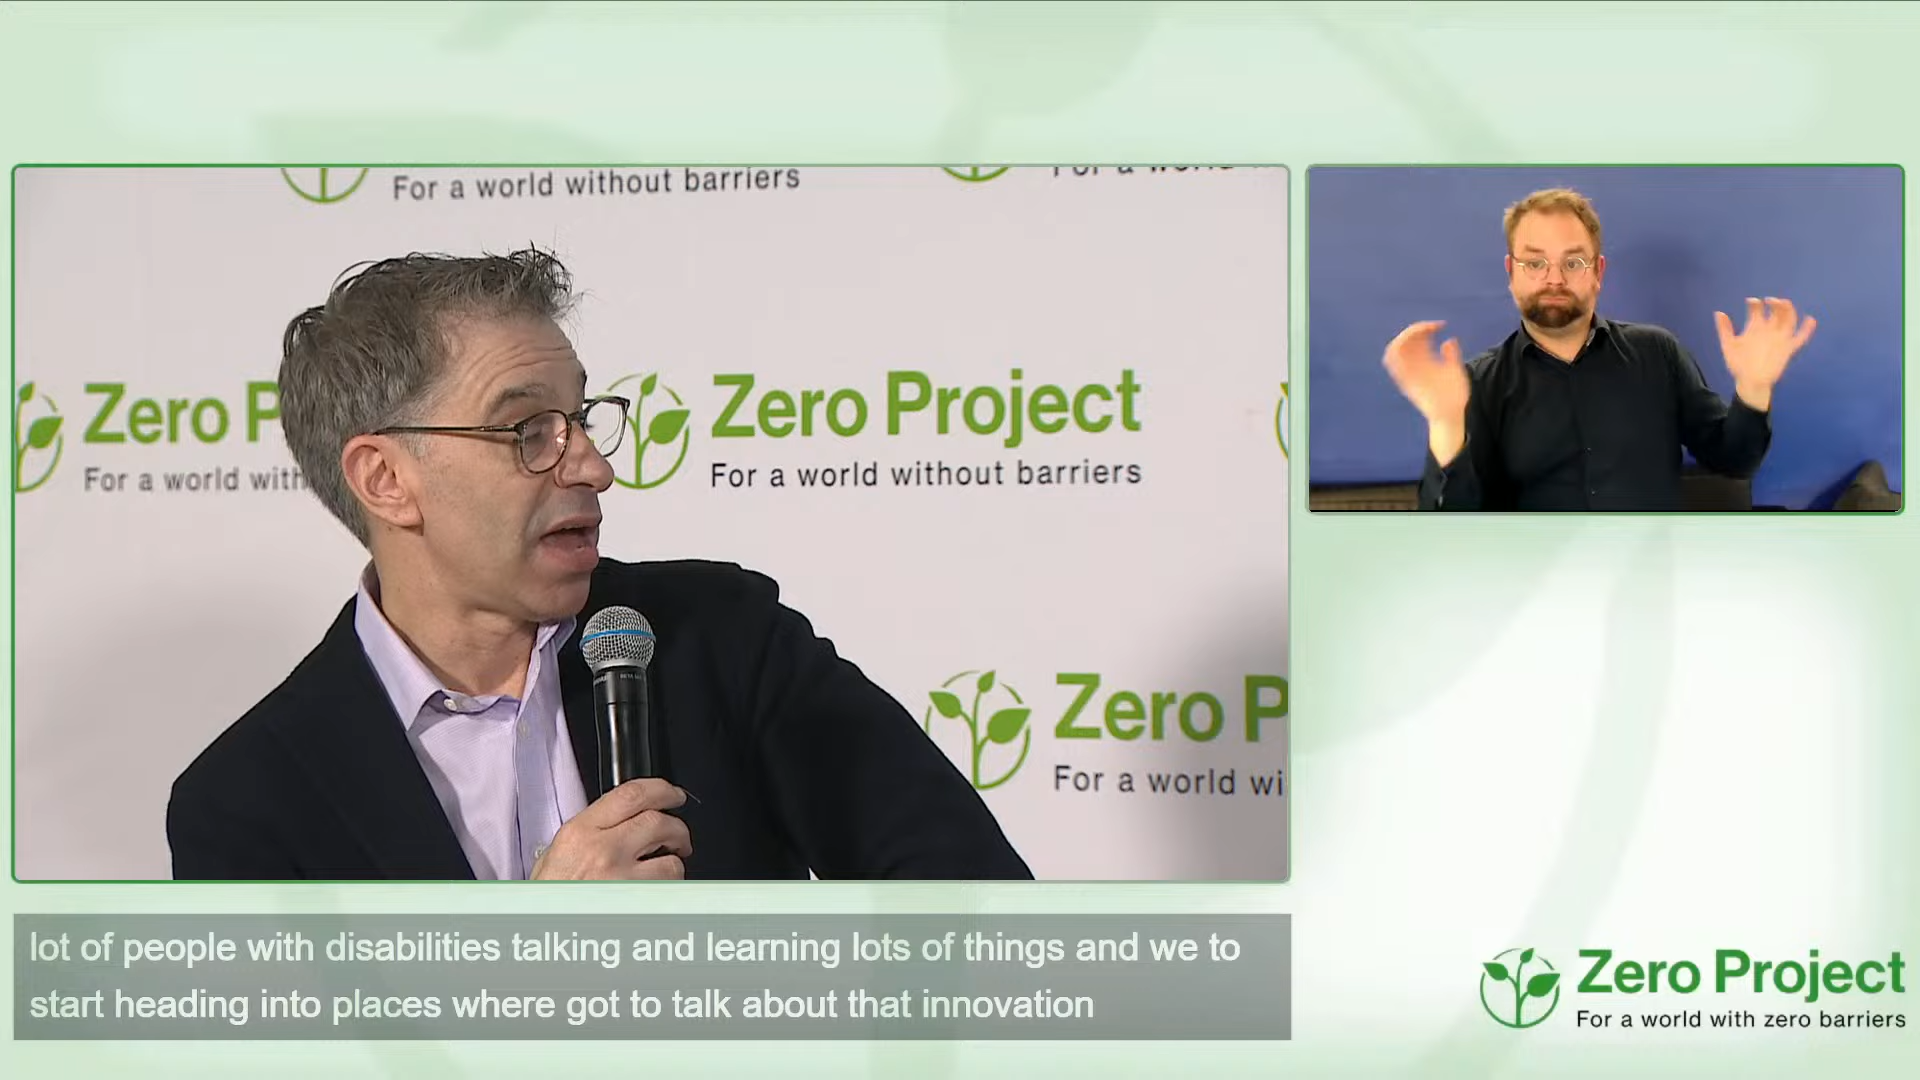 For a world without barriers
For a world
Zero P
For a world with
Zero Project
For a world without barriers
Zero P
For a world wi
lot of people with disabilities talking and learning lots of things and we to
start heading into places where got to talk about that innovation
Zero Project
For a world with zero barriers